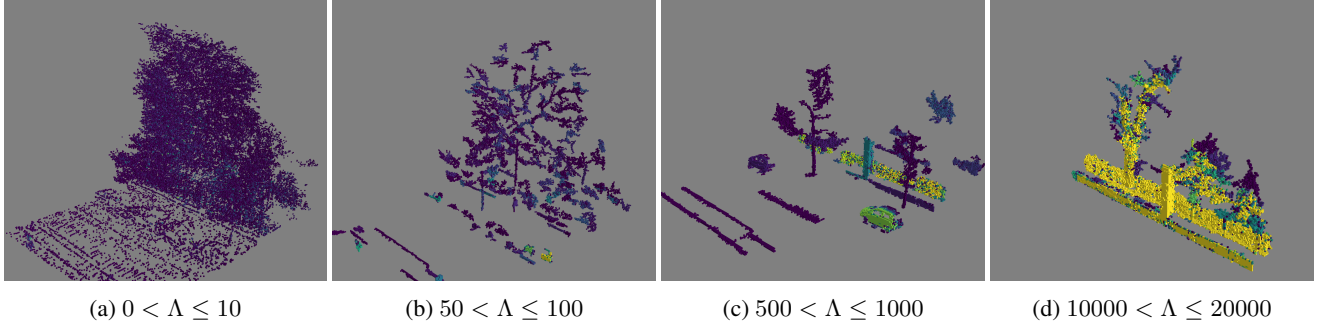 (a) 0 < Λ ≤ 10
(b) 50 < Λ ≤ 100
(c) 500 < Λ ≤ 1000
(d) 10000 < Λ ≤ 20000